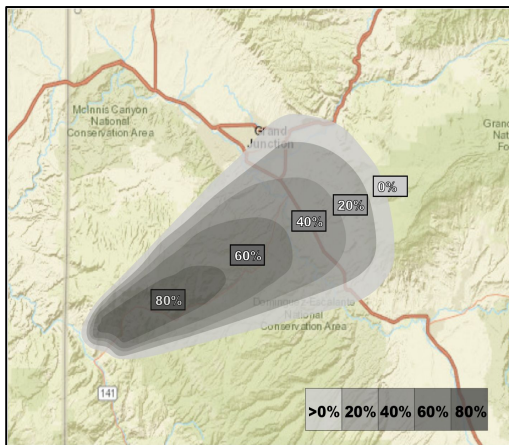 McInnis Canyon
National
Conservation Area
Grand
Junction
Grand
Fo
0%
20%
40%
60%
80%
Dominguez-Escalante
National
Conservation Area
141
>0% 20% 40% 60% 80%